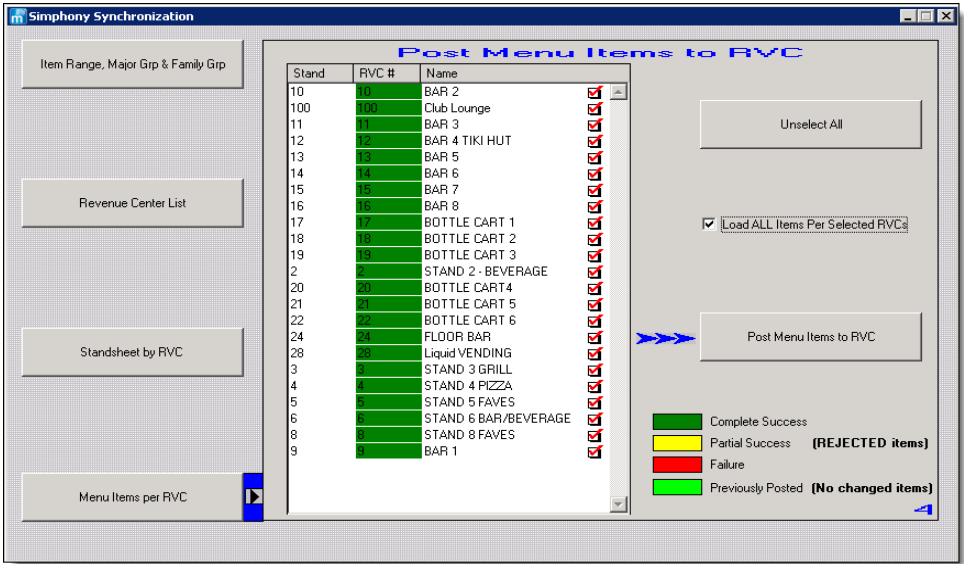 Simphony Synchronization
Post Menu Items to RVC
Item Range, Major Grp & Family Grp
Revenue Center List
Standsheet by RVC
Menu Items per RVC
Stand RVC # Name
10 10 BAR 2
100 100 Club Lounge
11 11 BAR 3
12 12 BAR 4 TIKI HUT
13 13 BAR 5
14 14 BAR 6
15 15 BAR 7
16 16 BAR 8
17 17 BOTTLE CART 1
18 18 BOTTLE CART 2
19 19 BOTTLE CART 3
2 2 STAND 2 - BEVERAGE
20 20 BOTTLE CART4
21 21 BOTTLE CART 5
22 22 BOTTLE CART 6
24 24 FLOOR BAR
28 28 Liquid VENDING
3 3 STAND 3 GRILL
4 4 STAND 4 PIZZA
5 5 STAND 5 FAVES
6 6 STAND 6 BAR/BEVERAGE
8 8 STAND 8 FAVES
9 9 BAR 1
Unselect All
Load ALL Items Per Selected RVCs
Post Menu Items to RVC
Complete Success
Partial Success (REJECTED items)
Failure
Previously Posted (No changed items)
4